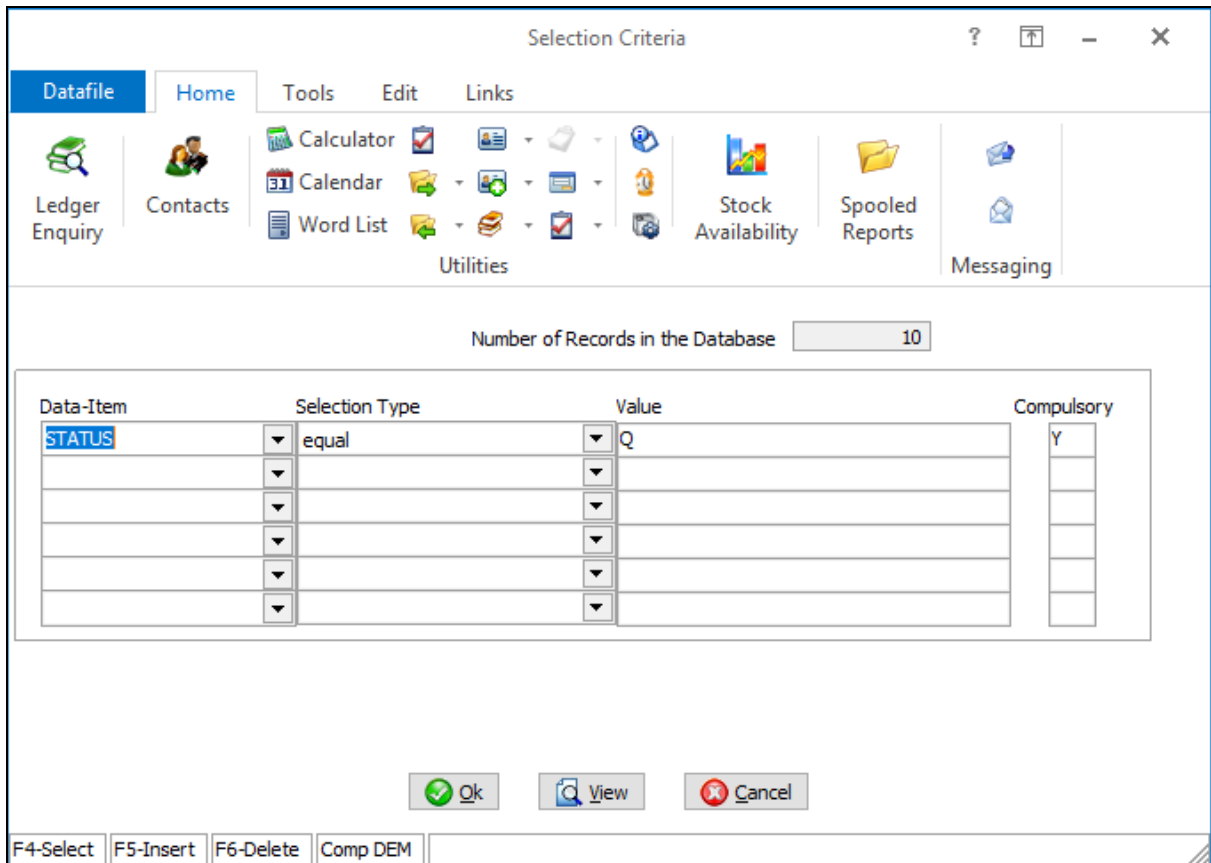 Selection Criteria ?
Datafile Home Tools Edit Links
Calculator
31 Calendar
Word List
Ledger Enquiry
Contacts
Stock Availability
Spooled Reports
Utilities
Messaging
Number of Records in the Database 10
Data-Item Selection Type Value Compulsory
STATUS equal Q Y
Ok View Cancel
F4-Select F5-Insert F6-Delete Comp DEM